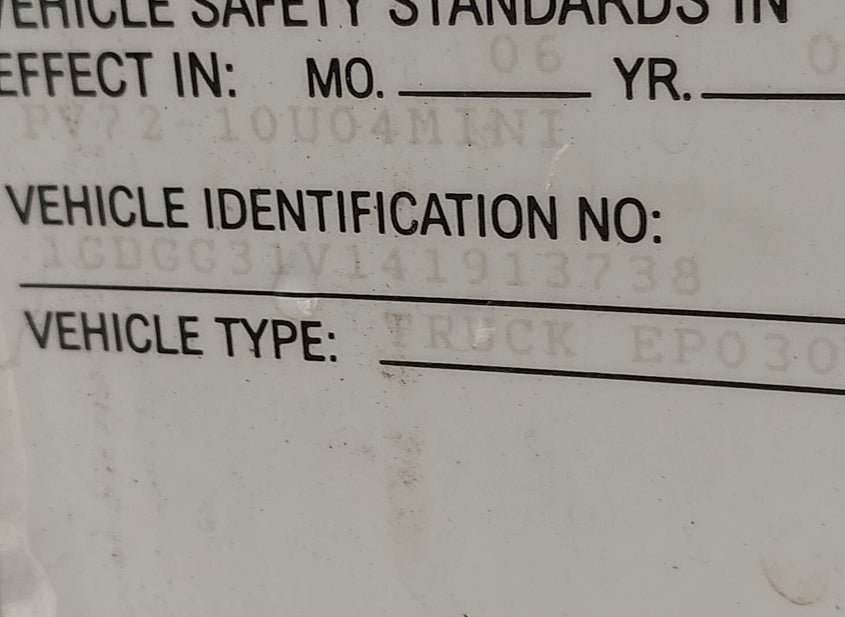 VEHICLE SAFETY STANDARDS IN
EFFECT IN: MO. 06 YR. 0
PV72-10U04MINI
VEHICLE IDENTIFICATION NO:
1GDGG31V141913738
VEHICLE TYPE: TRUCK EP030